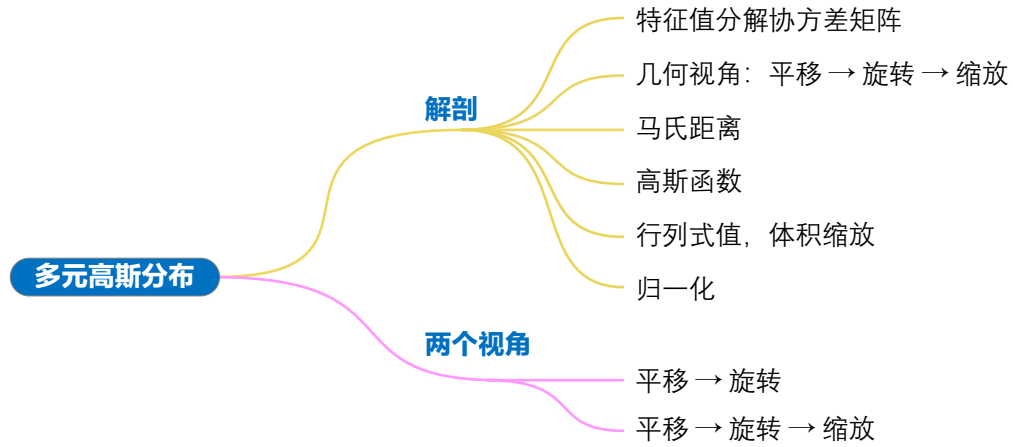 多元高斯分布
解剖
特征值分解协方差矩阵
几何视角：平移 → 旋转 → 缩放
马氏距离
高斯函数
行列式值，体积缩放
归一化
两个视角
平移 → 旋转
平移 → 旋转 → 缩放